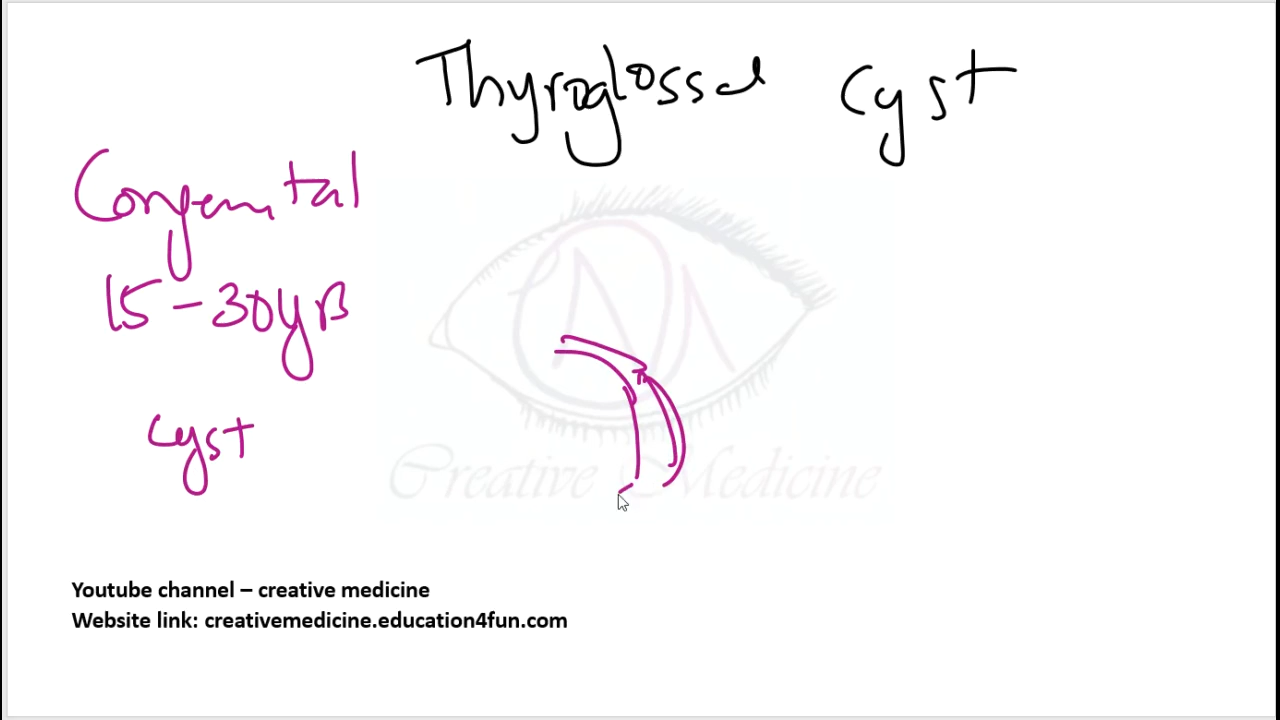 Thyroglossal Cyst
Congenital
15-30yrs
Cyst
Creative Medicine
Youtube channel – creative medicine
Website link: creativemedicine.education4fun.com